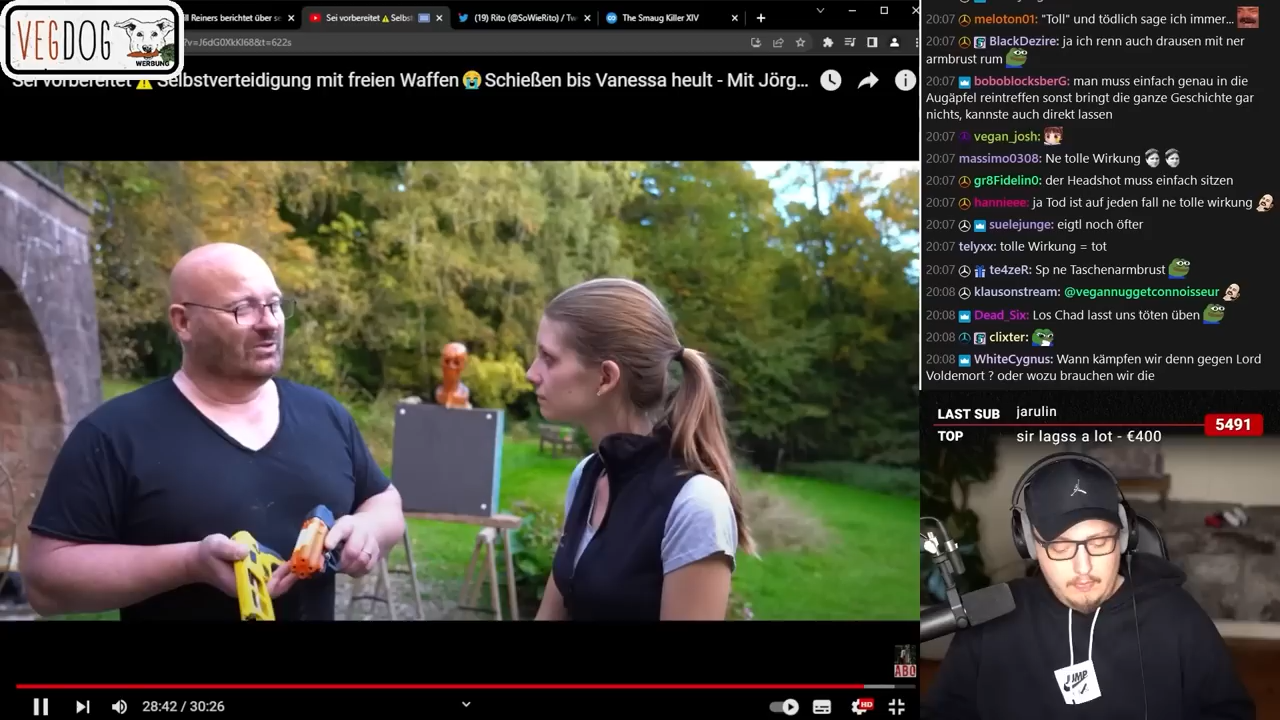 VEGDOG
WERBUNG
ll Reiners berichtet über s
Sei vorbereitet ⚠ Selbst
(19) Rito (@SoWieRito) / Tw
The Smaug Killer XIV
?v=J6dG0XkKI68&t=622s
Sei vorbereitet ⚠ Selbstverteidigung mit freien Waffen 😭 Schießen bis Vanessa heult - Mit Jörg...
ABO
28:42 / 30:26
HD
20:07 meloton01: "Toll" und tödlich sage ich immer...
20:07 BlackDezire: ja ich renn auch drausen mit ner
armbrust rum
20:07 boboblocksberG: man muss einfach genau in die
Augäpfel reintreffen sonst bringt die ganze Geschichte gar
nichts, kannste auch direkt lassen
20:07 vegan_josh:
20:07 massimo0308: Ne tolle Wirkung
20:07 gr8Fidelin0: der Headshot muss einfach sitzen
20:07 hannieee: ja Tod ist auf jeden fall ne tolle wirkung
20:07 suelejunge: eigtl noch öfter
20:07 telyxx: tolle Wirkung = tot
20:07 te4zeR: Sp ne Taschenarmbrust
20:08 klausonstream: @vegannuggetconnoisseur
20:08 Dead_Six: Los Chad lasst uns töten üben
20:08 clixter:
20:08 WhiteCygnus: Wann kämpfen wir denn gegen Lord
Voldemort ? oder wozu brauchen wir die
LAST SUB jarulin
5491
TOP sir lagss a lot - €400
JUMP